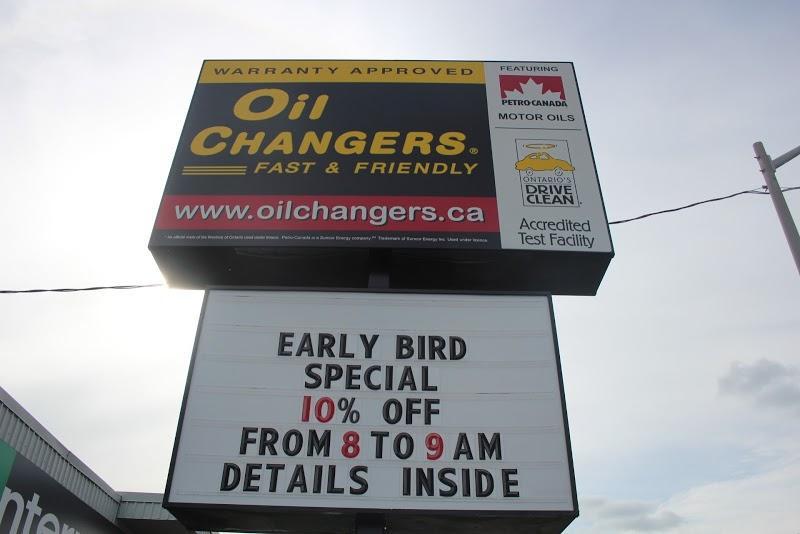 WARRANTY APPROVED
Oil
CHANGERS®
FAST & FRIENDLY
www.oilchangers.ca
FEATURING
PETRO-CANADA
MOTOR OILS
ONTARIO'S
DRIVE
CLEAN
Accredited
Test Facility
EARLY BIRD
SPECIAL
10% OFF
FROM 8 TO 9 AM
DETAILS INSIDE